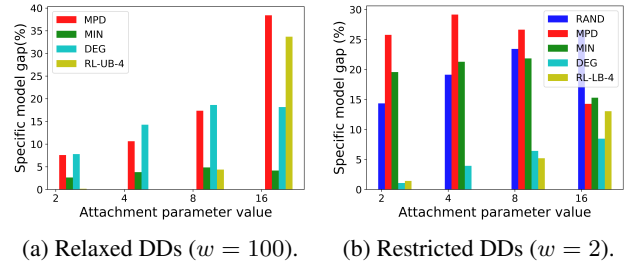 40
35
30
25
20
15
10
5
0
Specific model gap(%)
MPD
MIN
DEG
RL-UB-4
2
4
8
16
Attachment parameter value
(a) Relaxed DDs (w = 100).
30
25
20
15
10
5
0
Specific model gap (%)
RAND
MPD
MIN
DEG
RL-LB-4
2
4
8
16
Attachment parameter value
(b) Restricted DDs (w = 2).